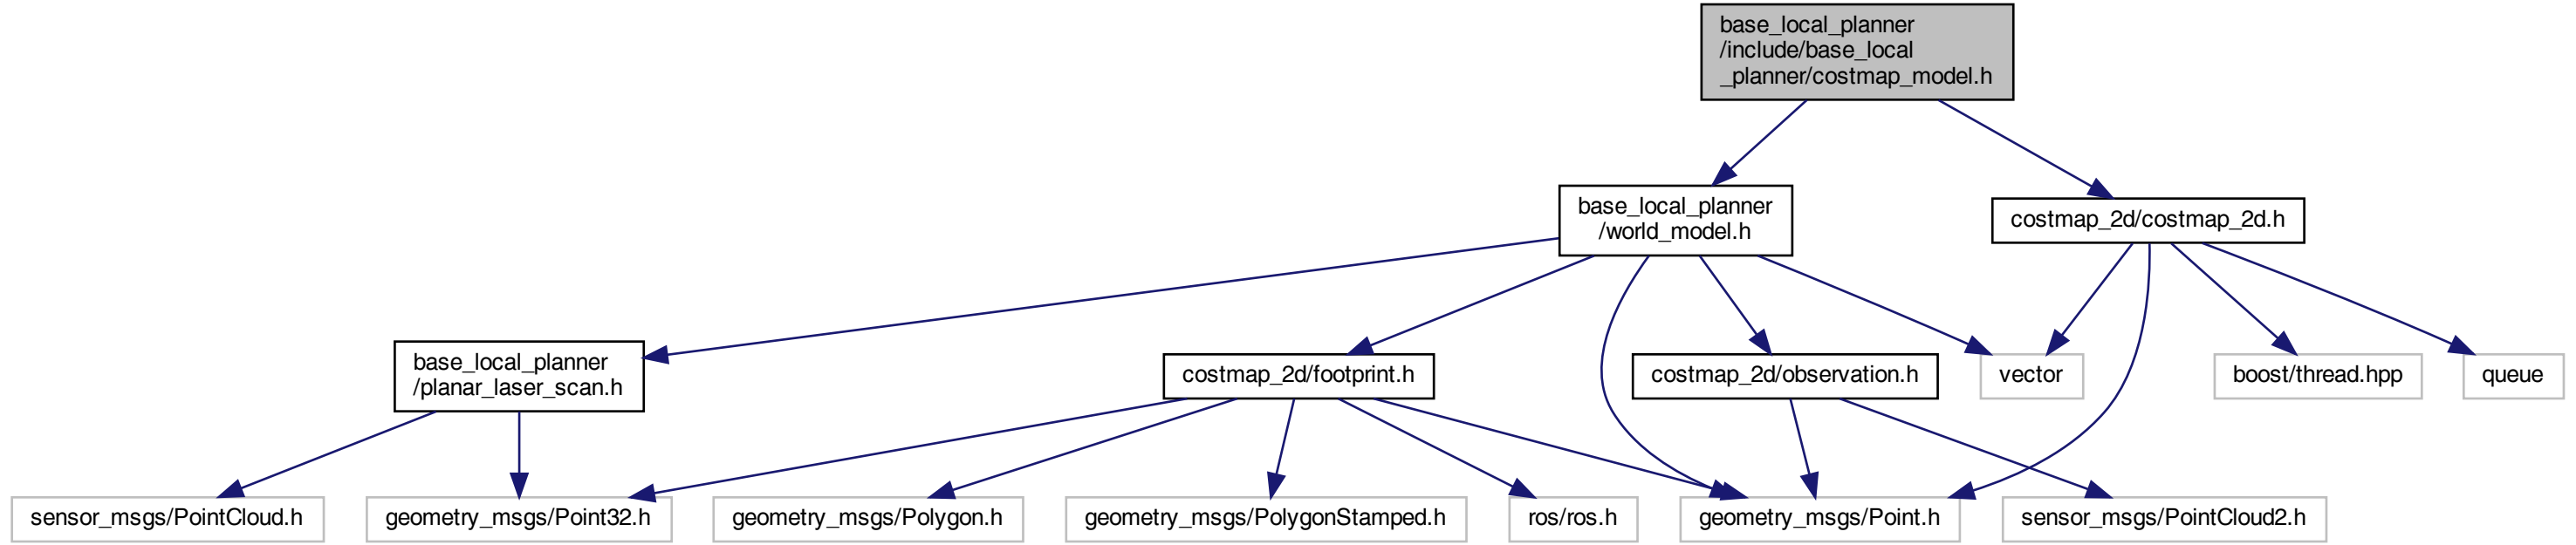 base_local_planner
/include/base_local
_planner/costmap_model.h
base_local_planner
/world_model.h
costmap_2d/costmap_2d.h
base_local_planner
/planar_laser_scan.h
costmap_2d/footprint.h
costmap_2d/observation.h
vector
boost/thread.hpp
queue
sensor_msgs/PointCloud.h
geometry_msgs/Point32.h
geometry_msgs/Polygon.h
geometry_msgs/PolygonStamped.h
ros/ros.h
geometry_msgs/Point.h
sensor_msgs/PointCloud2.h